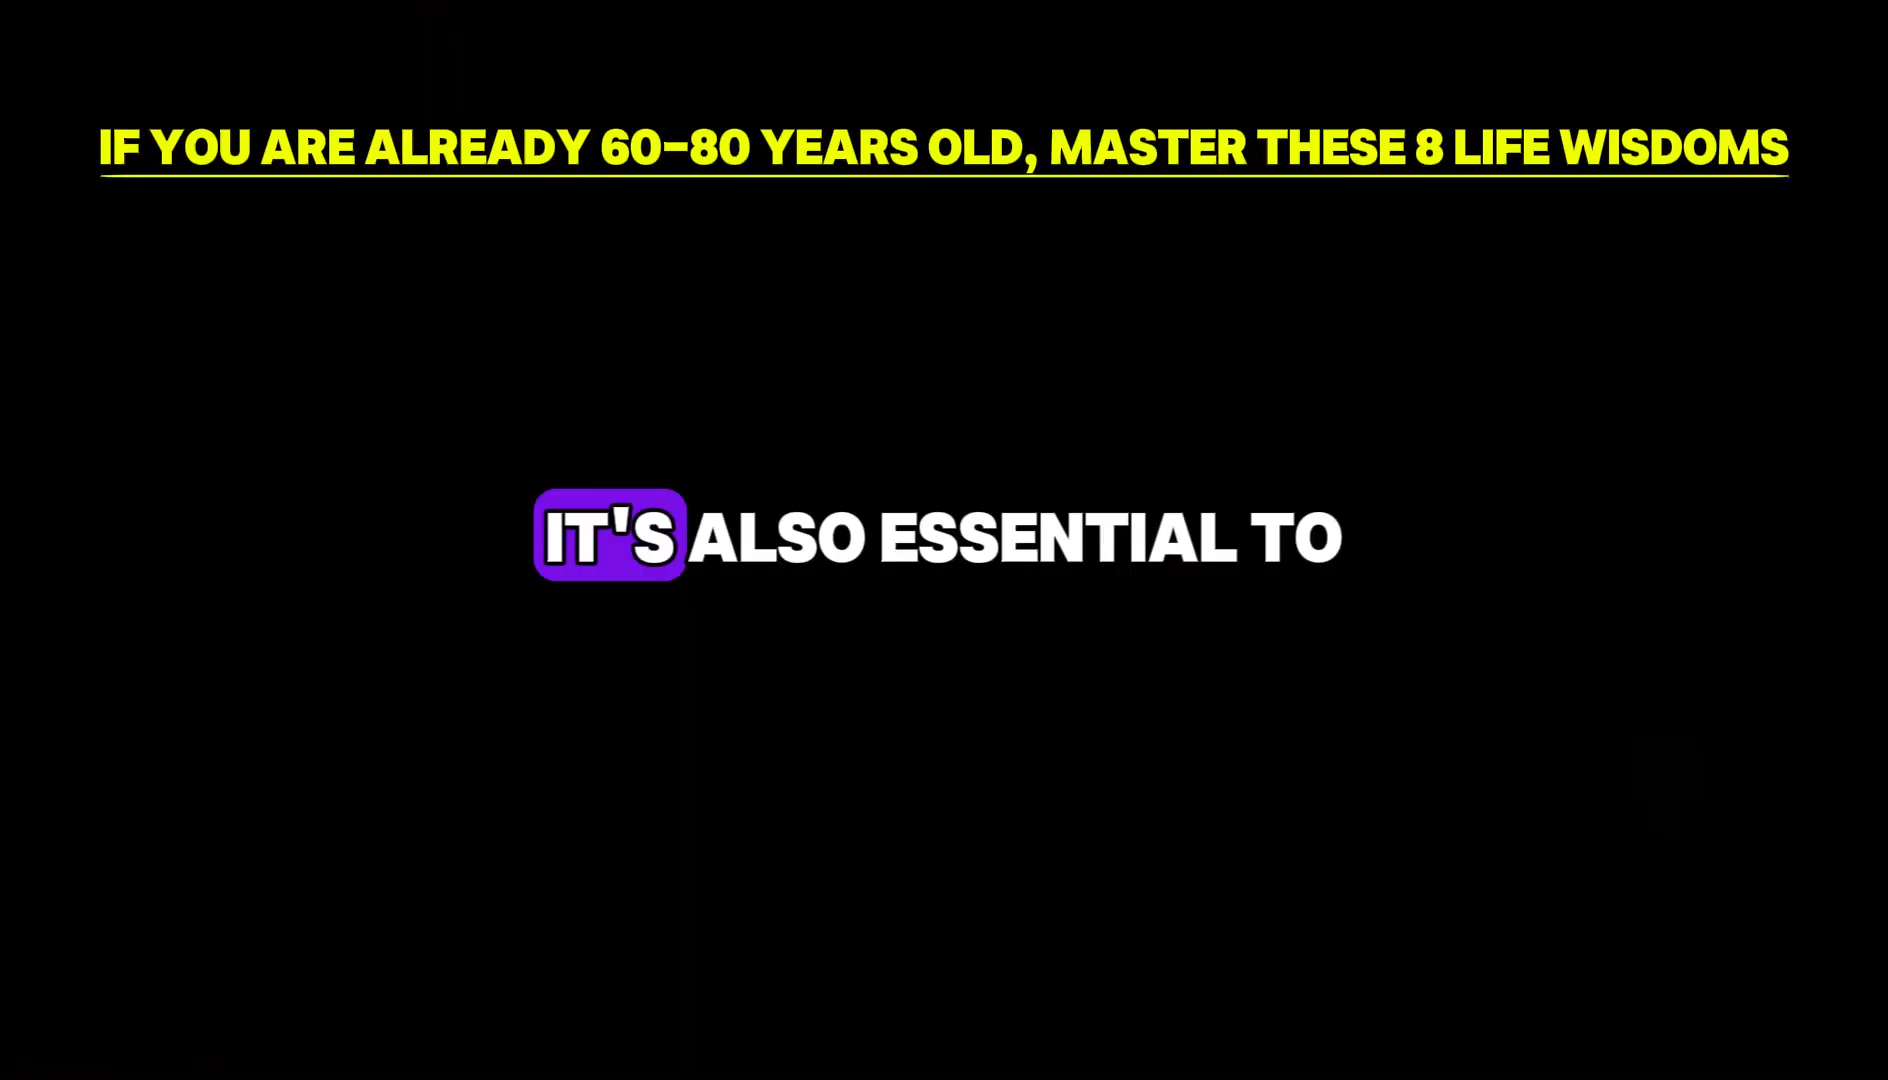 IF YOU ARE ALREADY 60-80 YEARS OLD, MASTER THESE 8 LIFE WISDOMS
IT'S ALSO ESSENTIAL TO